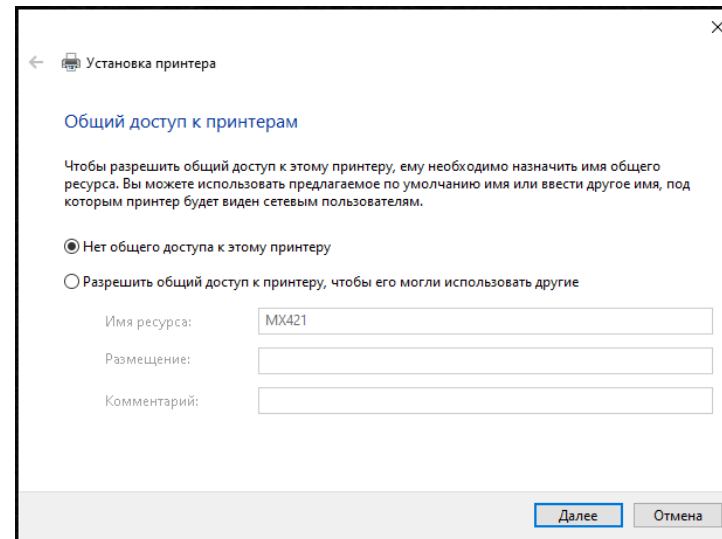 Установка принтера
Общий доступ к принтерам
Чтобы разрешить общий доступ к этому принтеру, ему необходимо назначить имя общего
ресурса. Вы можете использовать предлагаемое по умолчанию имя или ввести другое имя, под
которым принтер будет виден сетевым пользователям.
Нет общего доступа к этому принтеру
Разрешить общий доступ к принтеру, чтобы его могли использовать другие
Имя ресурса: MX421
Размещение:
Комментарий:
Далее Отмена